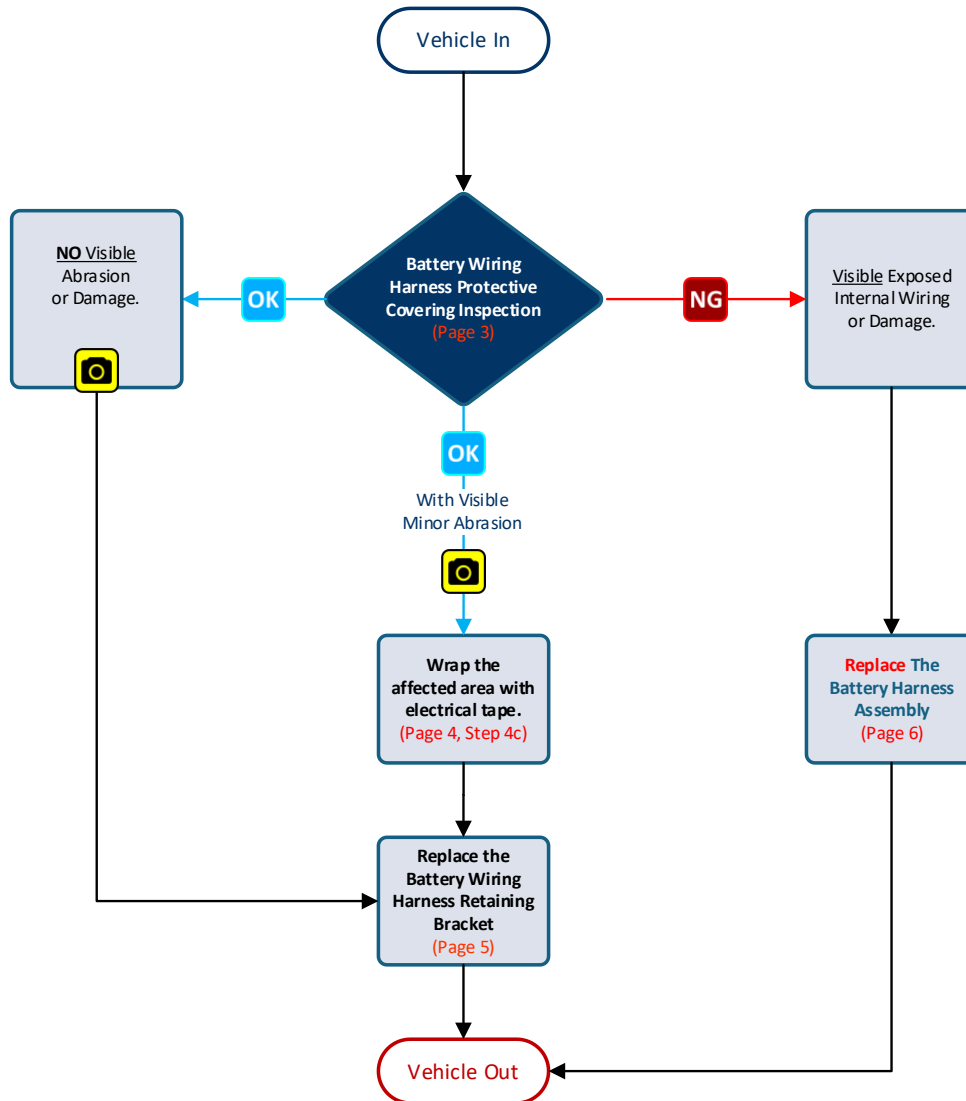 Vehicle In
Battery Wiring
Harness Protective
Covering Inspection
(Page 3)
OK
NO Visible
Abrasion
or Damage.
NG
Visible Exposed
Internal Wiring
or Damage.
OK
With Visible
Minor Abrasion
Wrap the
affected area with
electrical tape.
(Page 4, Step 4c)
Replace The
Battery Harness
Assembly
(Page 6)
Replace the
Battery Wiring
Harness Retaining
Bracket
(Page 5)
Vehicle Out